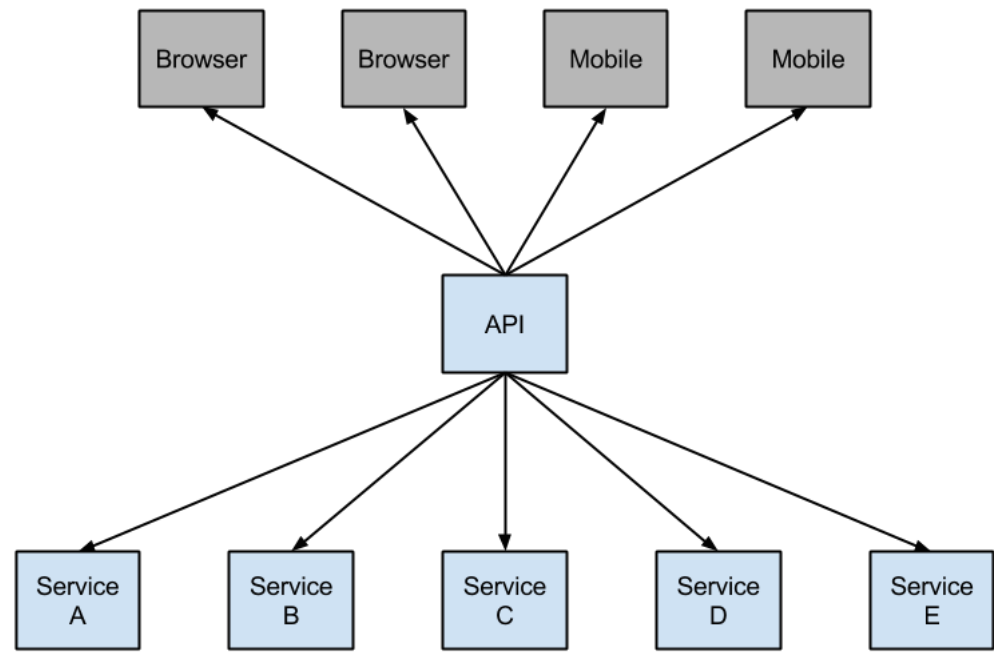 Browser
Browser
Mobile
Mobile
API
Service
A
Service
B
Service
C
Service
D
Service
E